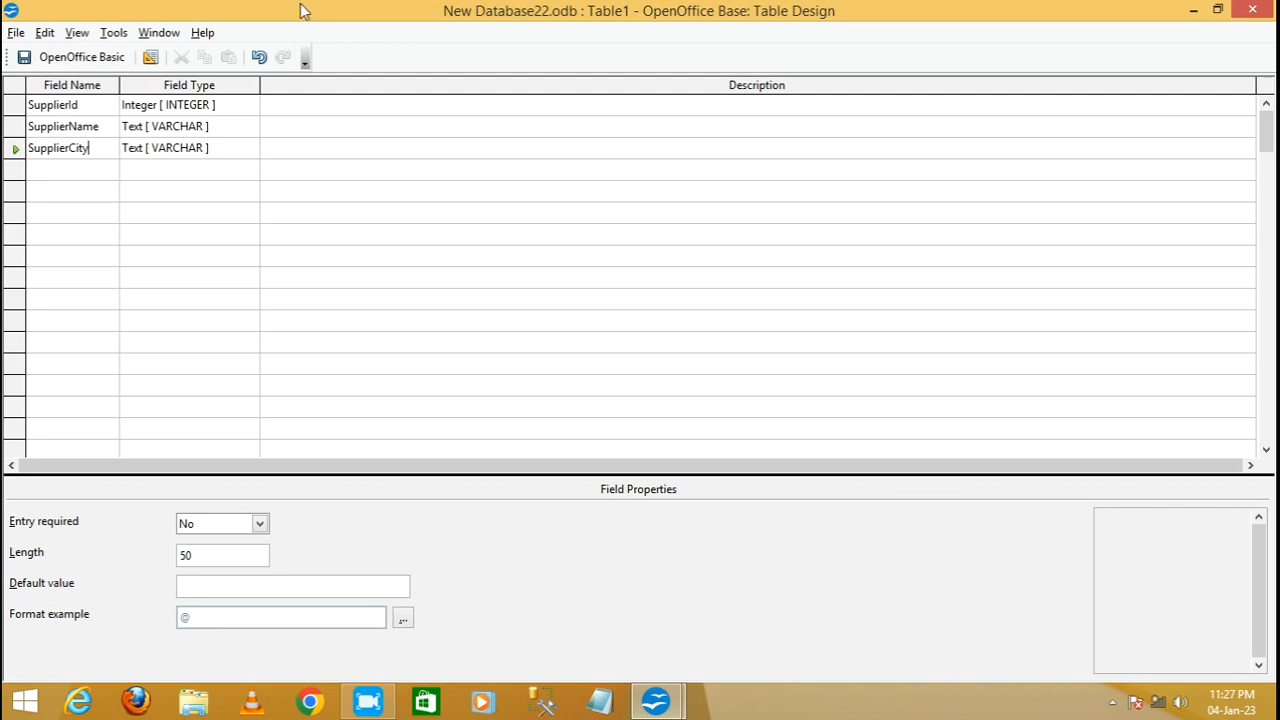 New Database22.odb : Table1 - OpenOffice Base: Table Design
File Edit View Tools Window Help
OpenOffice Basic
Field Name Field Type Description
SupplierId Integer [ INTEGER ]
SupplierName Text [ VARCHAR ]
SupplierCity Text [ VARCHAR ]
Field Properties
Entry required No
Length 50
Default value
Format example @ ...
11:27 PM
04-Jan-23